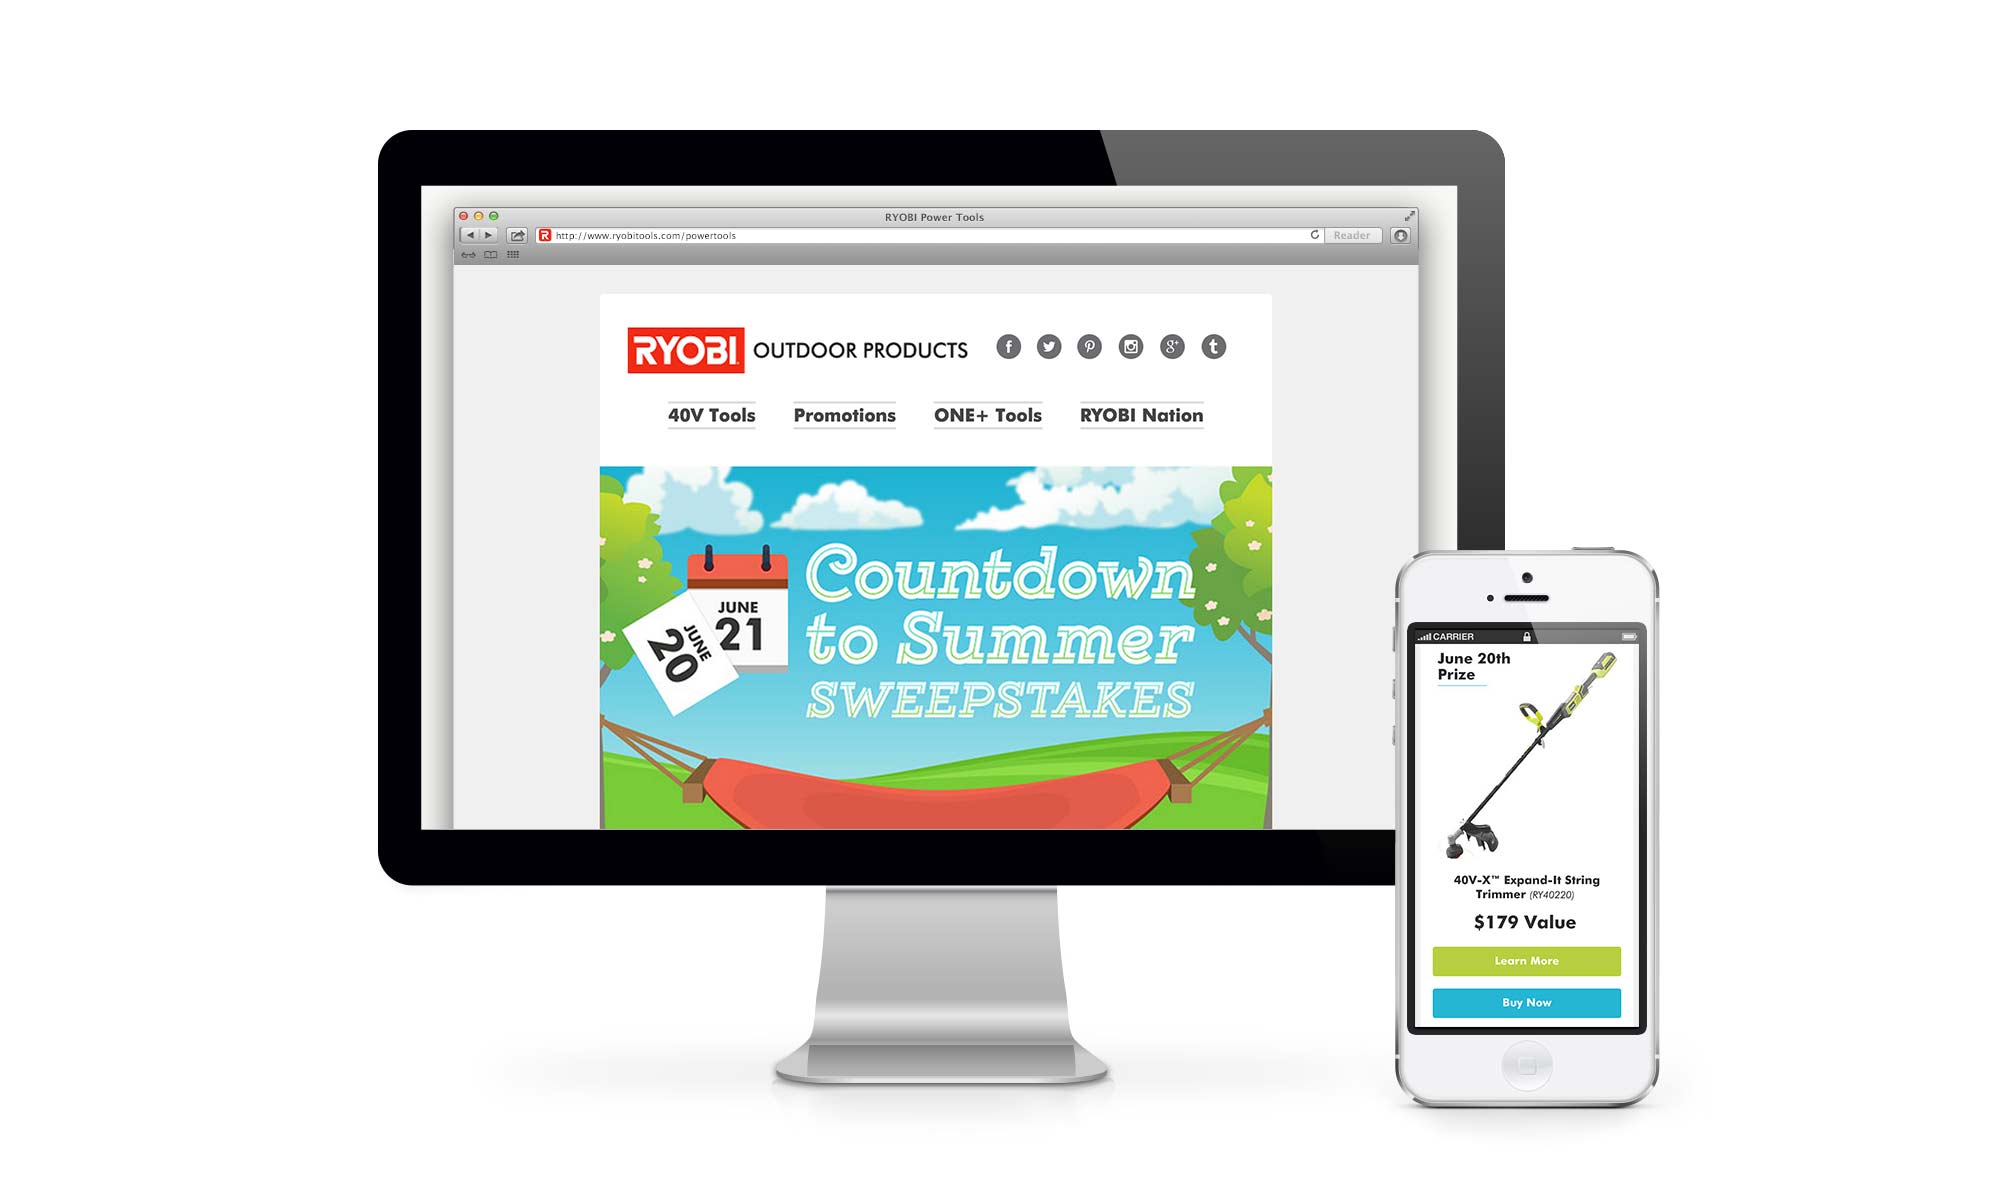 RYOBI Power Tools
http://www.ryobitools.com/powertools
Reader
RYOBI OUTDOOR PRODUCTS
40V Tools Promotions ONE+ Tools RYOBI Nation
JUNE
21
JUNE
20
Countdown
to Summer
SWEEPSTAKES
CARRIER
June 20th
Prize
40V-X™ Expand-It String
Trimmer (RY40220)
$179 Value
Learn More
Buy Now